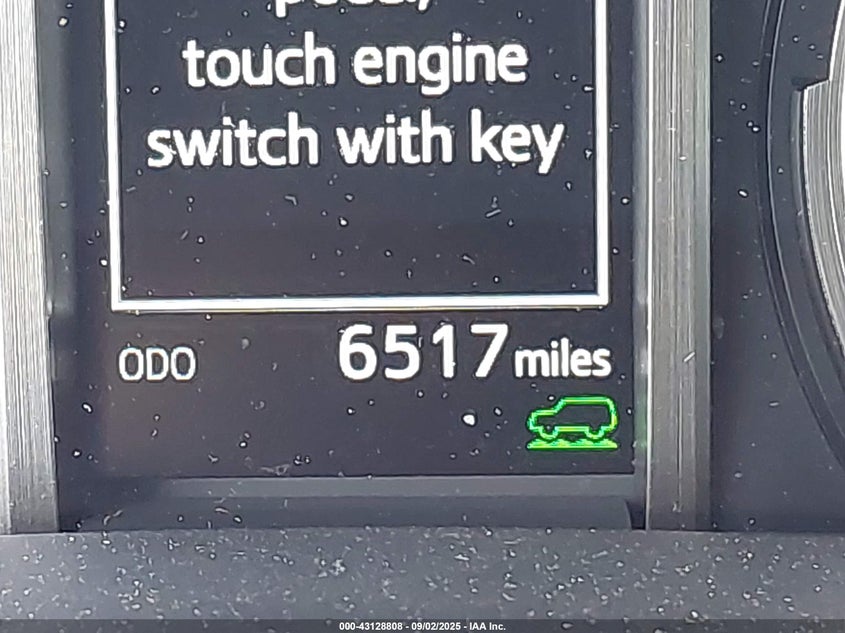 touch engine
switch with key
ODO 6517 miles
000-43128808 - 09/02/2025 - IAA Inc.